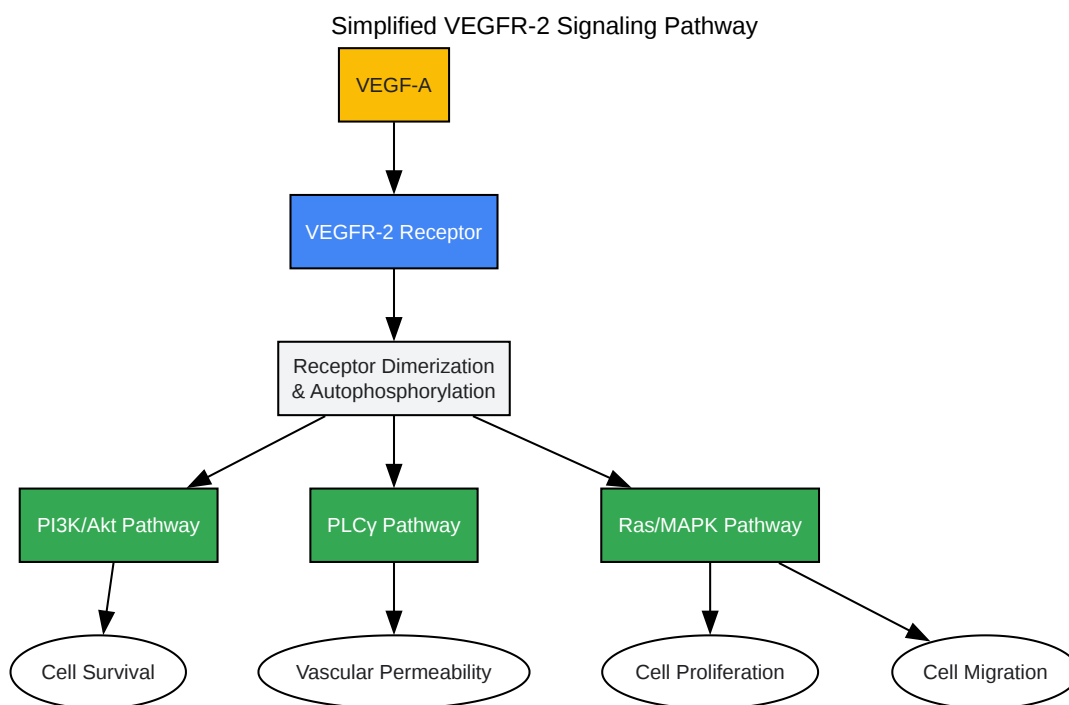 Simplified VEGFR-2 Signaling Pathway
VEGF-A
VEGFR-2 Receptor
Receptor Dimerization
& Autophosphorylation
PI3K/Akt Pathway
PLCγ Pathway
Ras/MAPK Pathway
Cell Survival
Vascular Permeability
Cell Proliferation
Cell Migration